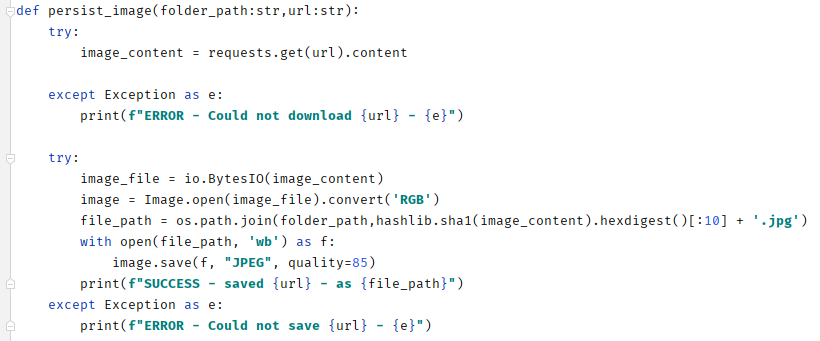 def persist_image(folder_path:str,url:str):
    try:
        image_content = requests.get(url).content

    except Exception as e:
        print(f"ERROR - Could not download {url} - {e}")

    try:
        image_file = io.BytesIO(image_content)
        image = Image.open(image_file).convert('RGB')
        file_path = os.path.join(folder_path,hashlib.sha1(image_content).hexdigest()[:10] + '.jpg')
        with open(file_path, 'wb') as f:
            image.save(f, "JPEG", quality=85)
        print(f"SUCCESS - saved {url} - as {file_path}")
    except Exception as e:
        print(f"ERROR - Could not save {url} - {e}")